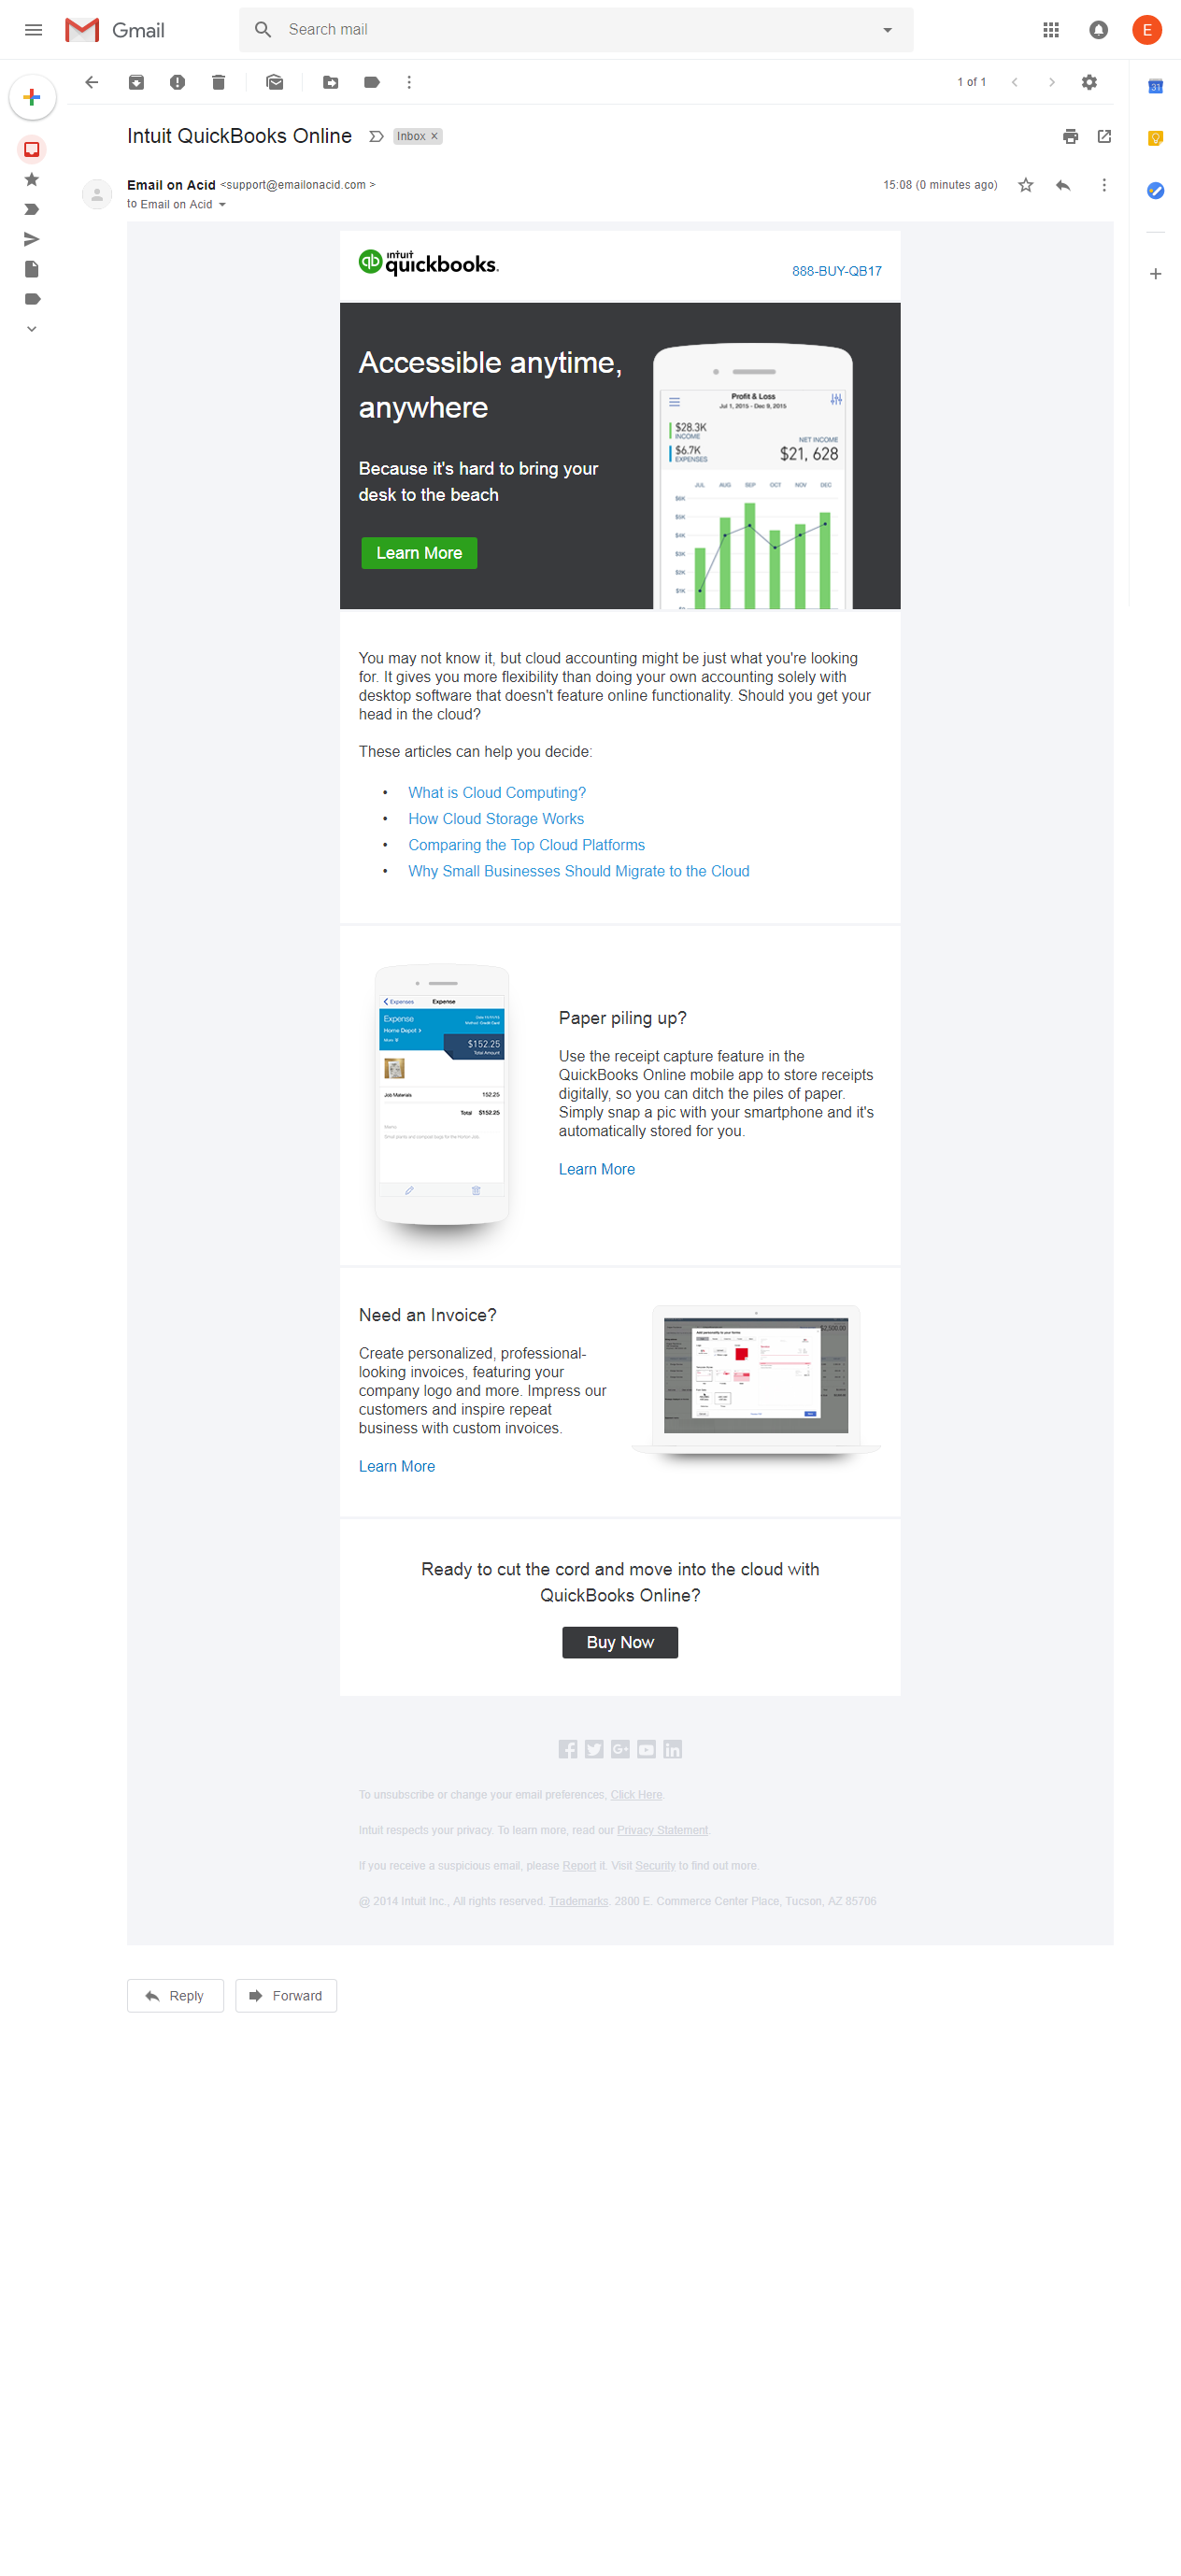 Gmail
Search mail
E
1 of 1
31
Intuit QuickBooks Online
Inbox x
Email on Acid <support@emailonacid.com >
15:08 (0 minutes ago)
to Email on Acid
qb intuit quickbooks.
888-BUY-QB17
Accessible anytime,
anywhere
Because it's hard to bring your
desk to the beach
Learn More
Profit & Loss
Jul 1, 2015 - Dec 9, 2015
$28.3K
INCOME
$6.7K
EXPENSES
NET INCOME
$21, 628
JUL AUG SEP OCT NOV DEC
$6K
$5K
$4K
$3K
$2K
$1K
You may not know it, but cloud accounting might be just what you're looking
for. It gives you more flexibility than doing your own accounting solely with
desktop software that doesn't feature online functionality. Should you get your
head in the cloud?
These articles can help you decide:
• What is Cloud Computing?
• How Cloud Storage Works
• Comparing the Top Cloud Platforms
• Why Small Businesses Should Migrate to the Cloud
Expenses Expense
Expense
Home Depot >
$152.25
Total Amount
Job Materials 152.25
Total $152.25
Memo
Paper piling up?
Use the receipt capture feature in the
QuickBooks Online mobile app to store receipts
digitally, so you can ditch the piles of paper.
Simply snap a pic with your smartphone and it's
automatically stored for you.
Learn More
Need an Invoice?
Create personalized, professional-
looking invoices, featuring your
company logo and more. Impress our
customers and inspire repeat
business with custom invoices.
Learn More
$2,500.00
Ready to cut the cord and move into the cloud with
QuickBooks Online?
Buy Now
To unsubscribe or change your email preferences, Click Here
Intuit respects your privacy. To learn more, read our Privacy Statement.
If you receive a suspicious email, please Report it. Visit Security to find out more.
@ 2014 Intuit Inc., All rights reserved. Trademarks. 2800 E. Commerce Center Place, Tucson, AZ 85706
Reply
Forward